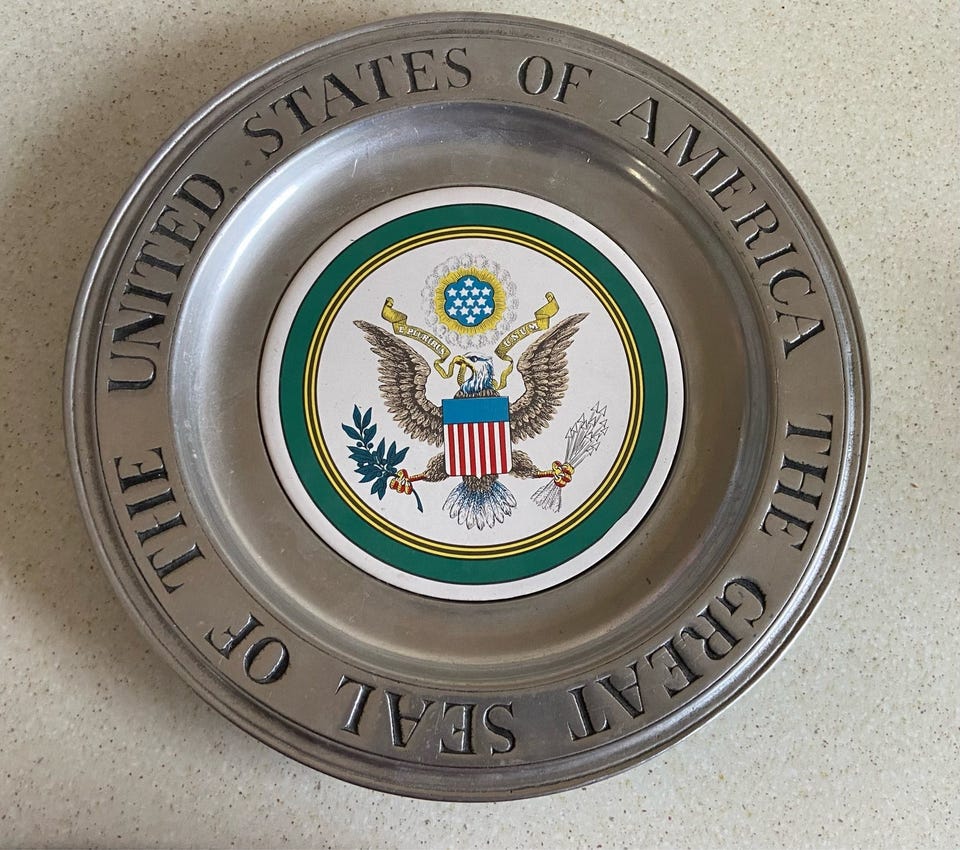 THE GREAT SEAL OF THE UNITED STATES OF AMERICA
E PLURIBUS UNUM